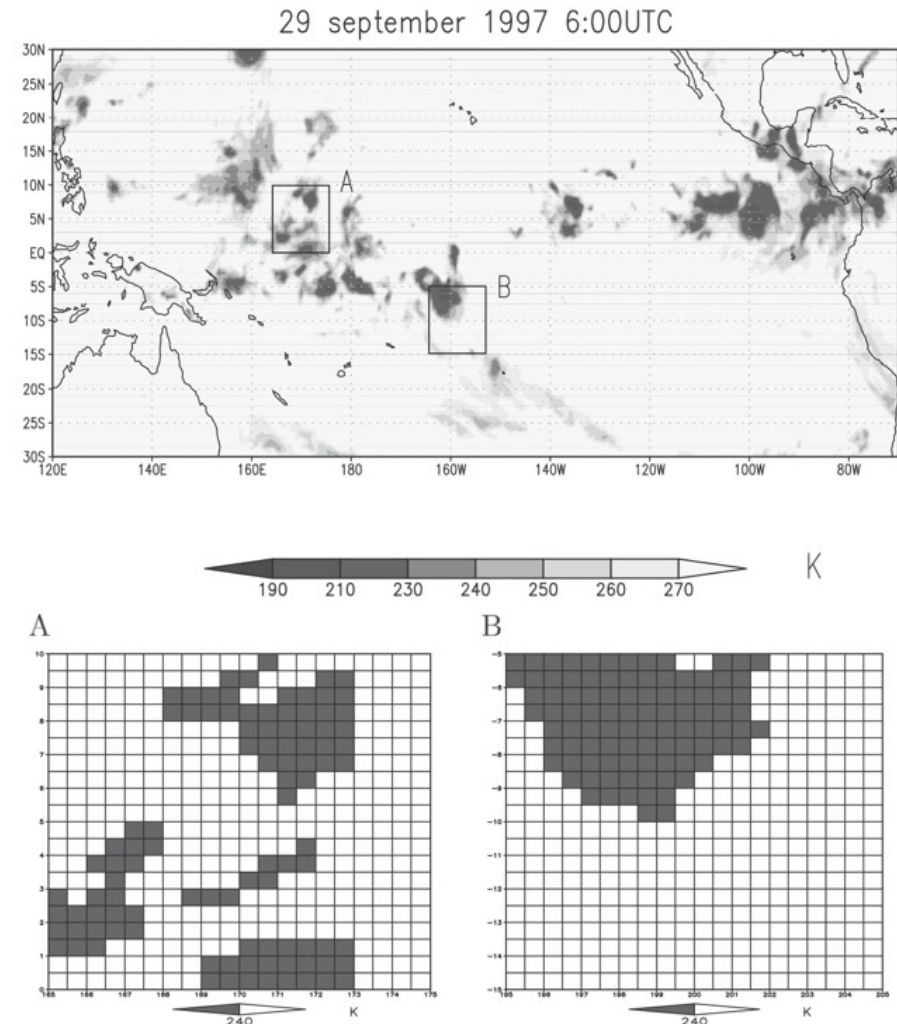 29 september 1997 6:00UTC
30N
25N
20N
15N
10N
5N
EQ
5S
10S
15S
20S
25S
30S
A
B
120E 140E 160E 180 160W 140W 120W 100W 80W
190 210 230 240 250 260 270 K
A
10
9
8
7
6
5
4
3
2
1
0
165 166 167 168 169 170 171 172 173 175
240 K
B
-5
-6
-7
-8
-9
-10
-11
-12
-13
-14
-15
195 196 197 198 199 200 201 202 203 204 205
240 K